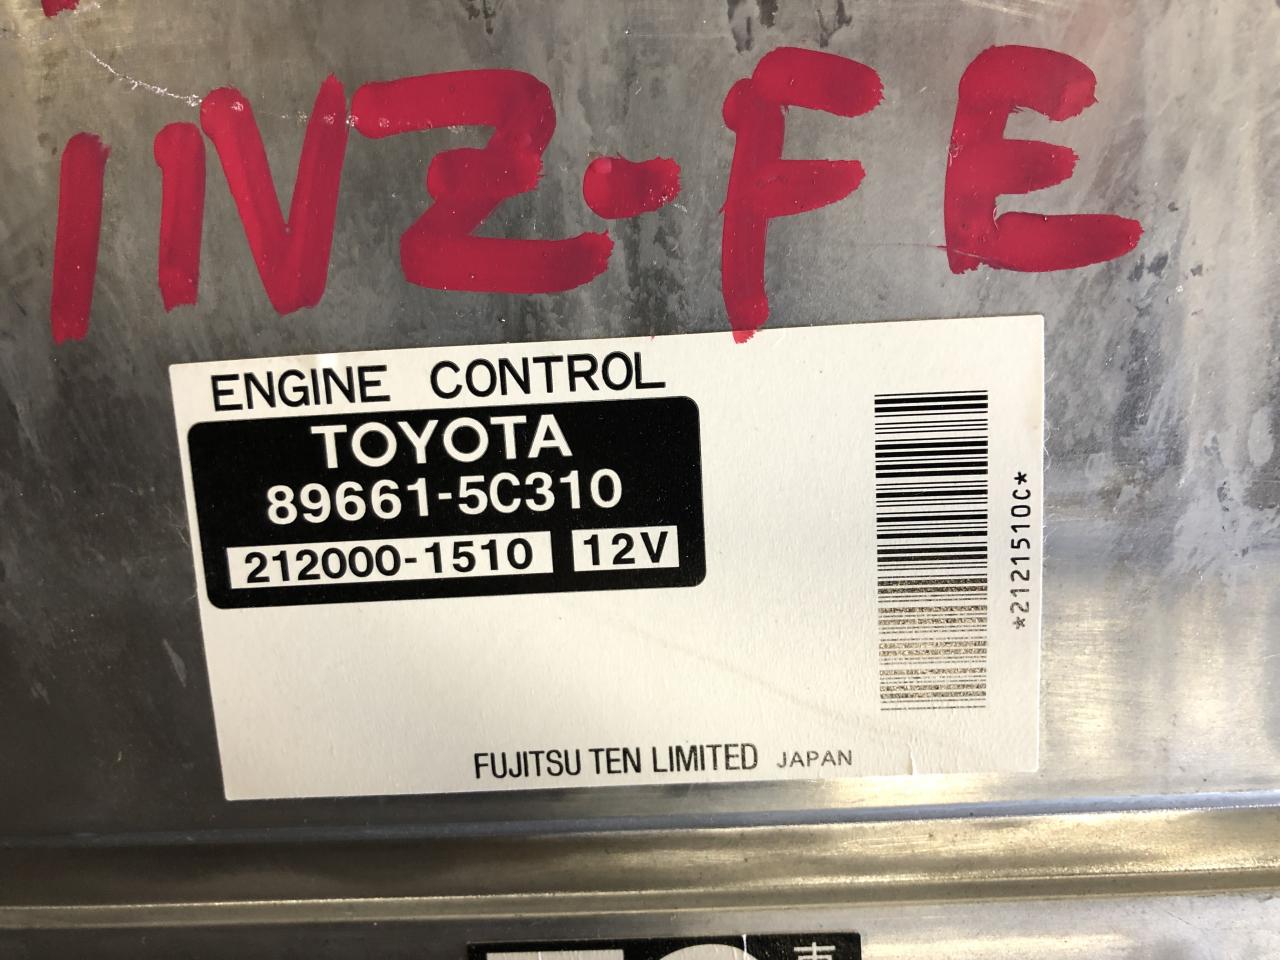 1NZ-FE
ENGINE CONTROL
TOYOTA
89661-5C310
212000-1510 12V
*2121510C*
FUJITSU TEN LIMITED JAPAN